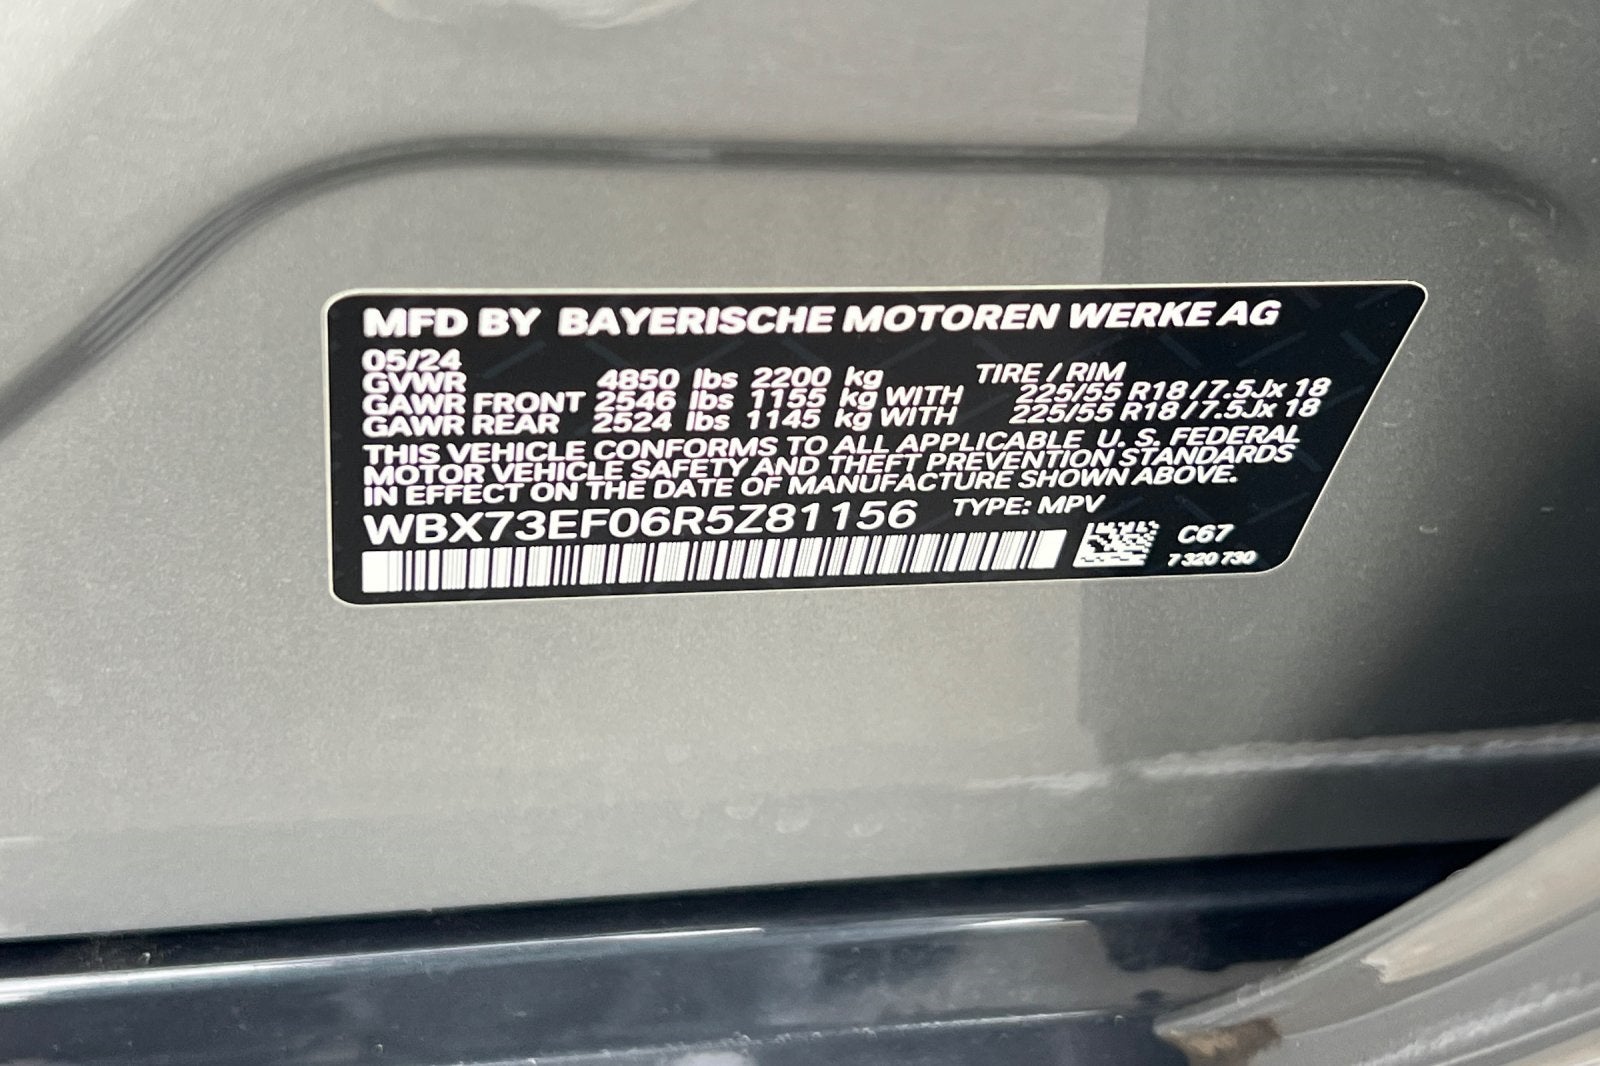 MFD BY BAYERISCHE MOTOREN WERKE AG
05/24
GVWR 4850 lbs 2200 kg TIRE / RIM
GAWR FRONT 2546 lbs 1155 kg WITH 225/55 R18 / 7.5Jx 18
GAWR REAR 2524 lbs 1145 kg WITH 225/55 R18 / 7.5Jx 18
THIS VEHICLE CONFORMS TO ALL APPLICABLE U. S. FEDERAL
MOTOR VEHICLE SAFETY AND THEFT PREVENTION STANDARDS
IN EFFECT ON THE DATE OF MANUFACTURE SHOWN ABOVE.
WBX73EF06R5Z81156 TYPE: MPV
C67
7 320 730